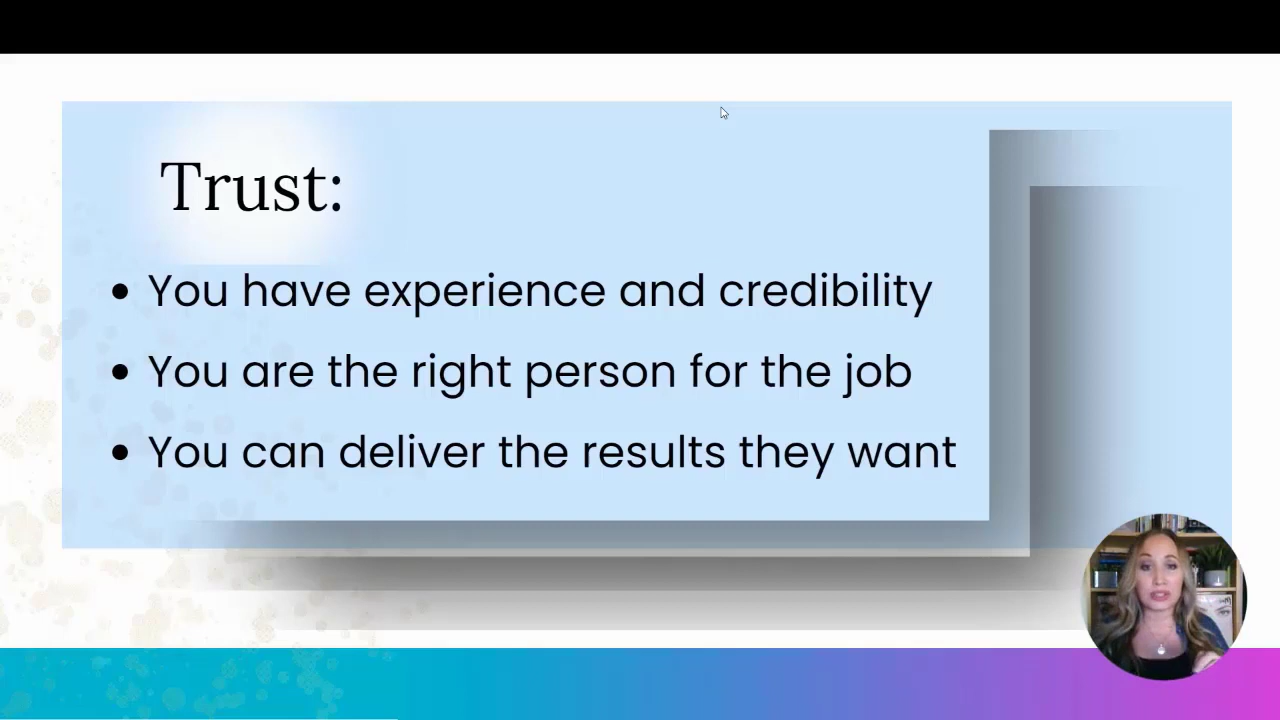 Trust:
• You have experience and credibility
• You are the right person for the job
• You can deliver the results they want